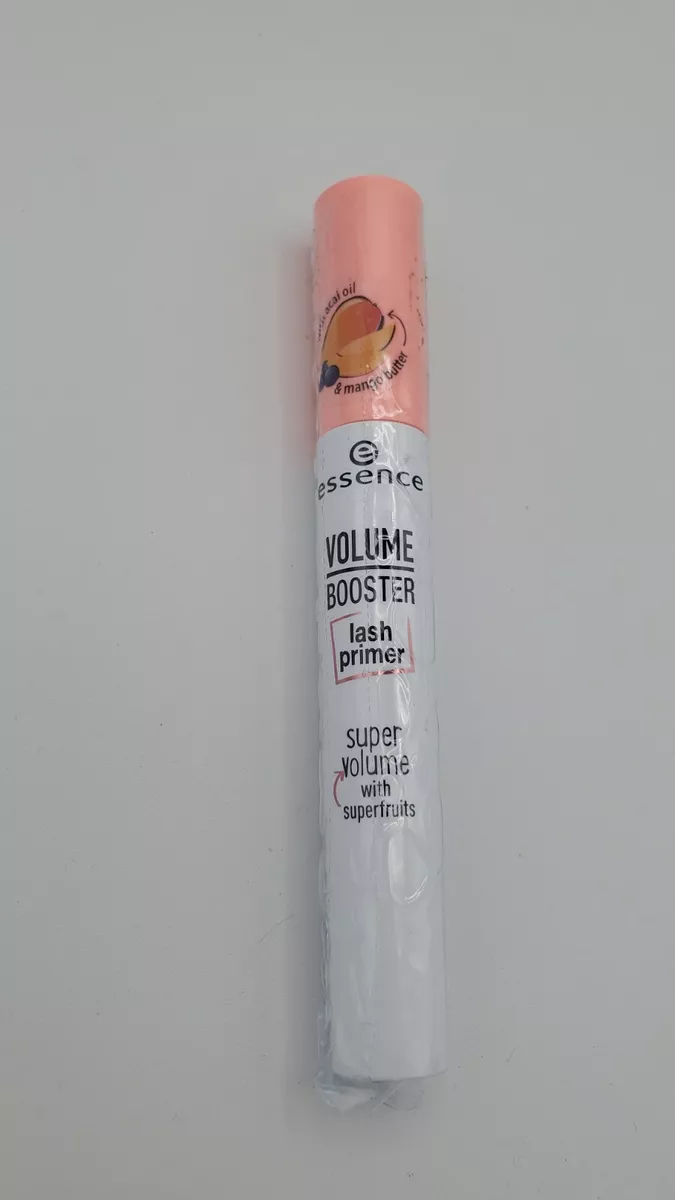 acai oil
& mango butter
essence
VOLUME
BOOSTER
lash
primer
super
volume
with
superfruits